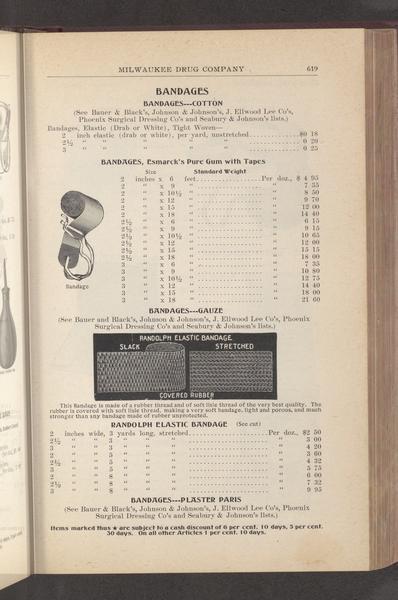 MILWAUKEE DRUG COMPANY 619
BANDAGES
BANDAGES---COTTON
(See Bauer & Black's, Johnson & Johnson's, J. Ellwood Lee Co's,
Phoenix Surgical Dressing Co's and Seabury & Johnson's lists.)
Bandages, Elastic (Drab or White), Tight Woven—
2 inch elastic (drab or white), per yard, unstretched $0 18
2½ " " " " " 0 20
3 " " " " " 0 25
BANDAGES, Esmarck's Pure Gum with Tapes
Size Standard Weight
2 inches x 6 feet Per doz., $ 4 95
2 " x 9 " " 7 35
2 " x 10½ " " 8 50
2 " x 12 " " 9 70
2 " x 15 " " 12 00
2 " x 18 " " 14 40
2½ " x 6 " " 6 15
2½ " x 9 " " 9 15
2½ " x 10½ " " 10 65
2½ " x 12 " " 12 00
2½ " x 15 " " 15 15
2½ " x 18 " " 18 00
3 " x 6 " " 7 35
3 " x 9 " " 10 80
3 " x 10½ " " 12 75
3 " x 12 " " 14 40
3 " x 15 " " 18 00
3 " x 18 " " 21 60
Bandage
BANDAGES---GAUZE
(See Bauer and Black's, Johnson & Johnson's, J. Ellwood Lee Co's, Phoenix
Surgical Dressing Co's and Seabury & Johnson's lists.)
RANDOLPH ELASTIC BANDAGE
SLACK STRETCHED
COVERED RUBBER
This Bandage is made of a rubber thread and of soft lisle thread of the very best quality. The
rubber is covered with soft lisle thread, making a very soft bandage, light and porous, and much
stronger than any bandage made of rubber unprotected.
RANDOLPH ELASTIC BANDAGE (See cut)
2 inches wide, 3 yards long, stretched Per doz., $2 50
2½ " " 3 " " " " 3 00
3 " " 3 " " " " 4 20
2 " " 5 " " " " 3 60
2½ " " 5 " " " " 4 32
3 " " 5 " " " " 5 75
2 " " 8 " " " " 6 00
2½ " " 8 " " " " 7 32
3 " " 8 " " " " 9 95
BANDAGES---PLASTER PARIS
(See Bauer & Black's, Johnson & Johnson's, J. Ellwood Lee Co's, Phoenix
Surgical Dressing Co's and Seabury & Johnson's lists.)
Items marked thus ♦ are subject to a cash discount of 6 per cent. 10 days, 5 per cent.
30 days. On all other Articles 1 per cent. 10 days.